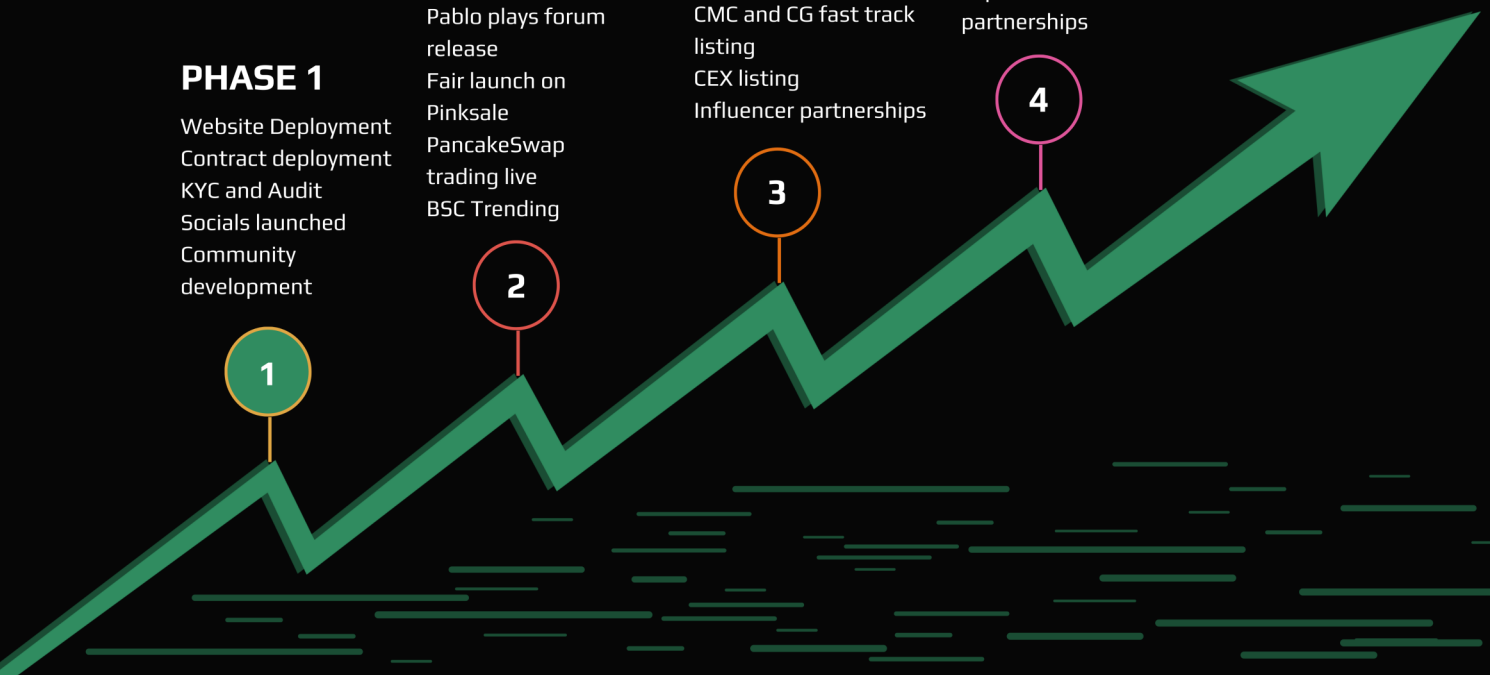 PHASE 1
Website Deployment
Contract deployment
KYC and Audit
Socials launched
Community
development
1
Pablo plays forum
release
Fair launch on
Pinksale
PancakeSwap
trading live
BSC Trending
2
CMC and CG fast track
listing
CEX listing
Influencer partnerships
3
partnerships
4